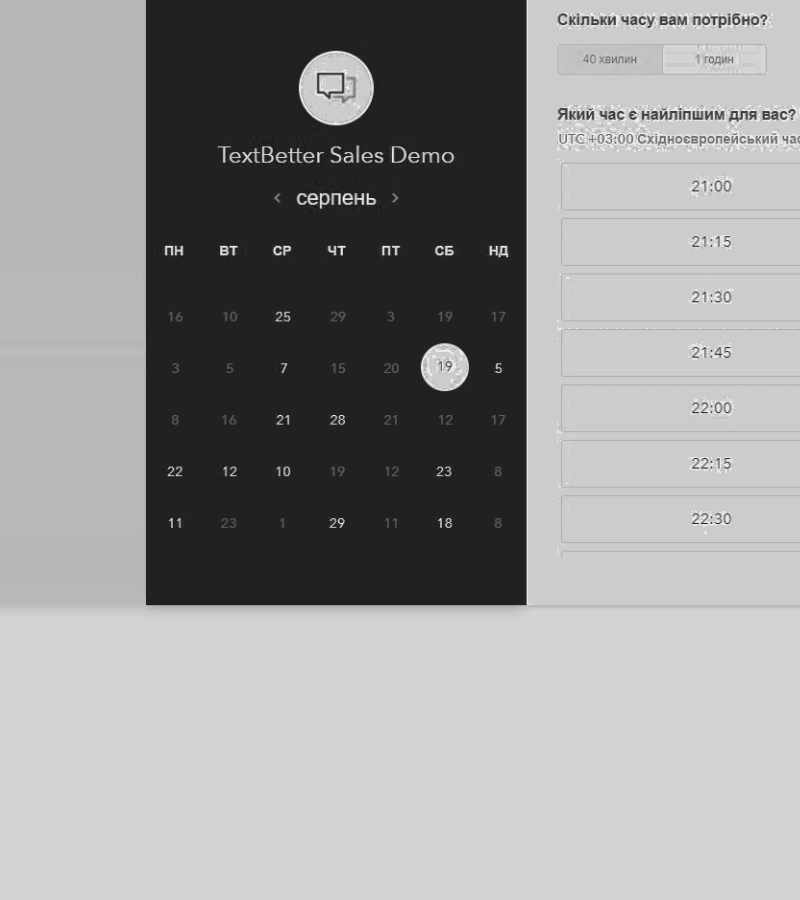 TextBetter Sales Demo
серпень
ПН ВТ СР ЧТ ПТ СБ НД
16 10 25 29 3 19 17
3 5 7 15 20 19 5
8 16 21 28 21 12 17
22 12 10 19 12 23 8
11 23 1 29 11 18 8
Скільки часу вам потрібно?
40 хвилин 1 годин
Який час є найліпшим для вас?
UTC +03:00 Східноєвропейський час
21:00
21:15
21:30
21:45
22:00
22:15
22:30